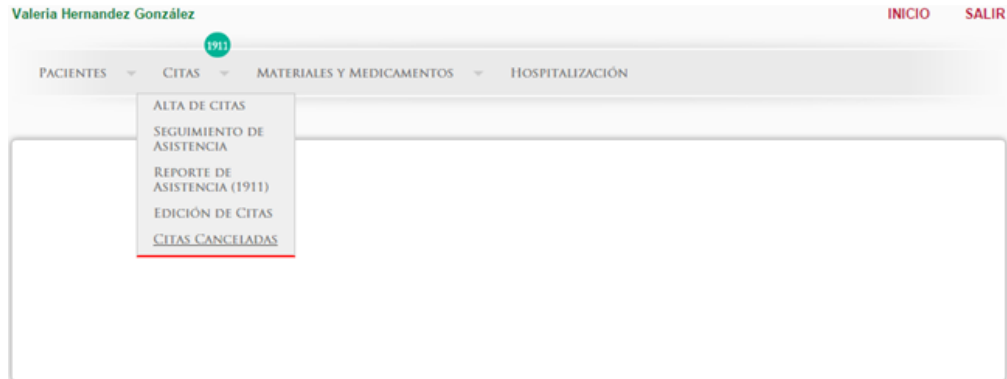 Valeria Hernandez González INICIO SALIR
1911
PACIENTES CITAS MATERIALES Y MEDICAMENTOS HOSPITALIZACIÓN
ALTA DE CITAS
SEGUIMIENTO DE
ASISTENCIA
REPORTE DE
ASISTENCIA (1911)
EDICIÓN DE CITAS
CITAS CANCELADAS